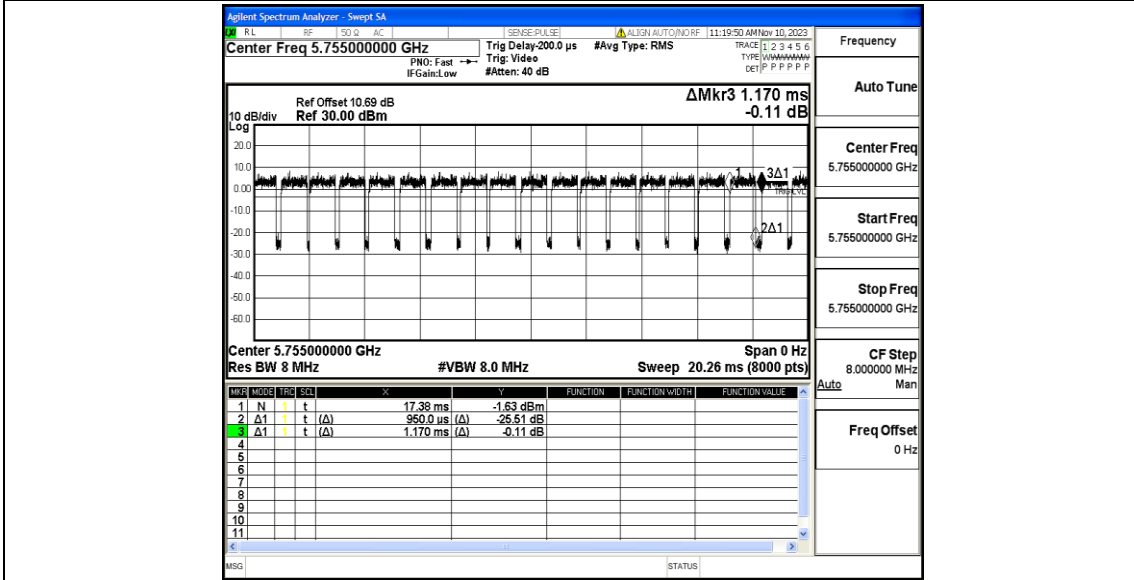 Agilent Spectrum Analyzer - Swept SA
RL RF 50 Ω AC SENSE:PULSE ALIGN AUTO/NO RF 11:19:50 AM Nov 10, 2023
Center Freq 5.755000000 GHz
Trig Delay-200.0 µs #Avg Type: RMS
TRACE 1 2 3 4 5 6
PNO: Fast Trig: Video
TYPE WWWWWW
IFGain:Low #Atten: 40 dB
DET P P P P P P
ΔMkr3 1.170 ms
-0.11 dB
Ref Offset 10.69 dB
10 dB/div Ref 30.00 dBm
Log
20.0
10.0
0.00
-10.0
-20.0
-30.0
-40.0
-50.0
-60.0
1
3Δ1
TRIG LVL
2Δ1
Center 5.755000000 GHz Span 0 Hz
Res BW 8 MHz #VBW 8.0 MHz Sweep 20.26 ms (8000 pts)
MKR MODE TRC SCL X Y FUNCTION FUNCTION WIDTH FUNCTION VALUE
1 N 1 t 17.38 ms -1.63 dBm
2 Δ1 1 t (Δ) 950.0 µs (Δ) -25.51 dB
3 Δ1 1 t (Δ) 1.170 ms (Δ) -0.11 dB
4
5
6
7
8
9
10
11
MSG STATUS
Frequency
Auto Tune
Center Freq
5.755000000 GHz
Start Freq
5.755000000 GHz
Stop Freq
5.755000000 GHz
CF Step
8.000000 MHz
Auto Man
Freq Offset
0 Hz